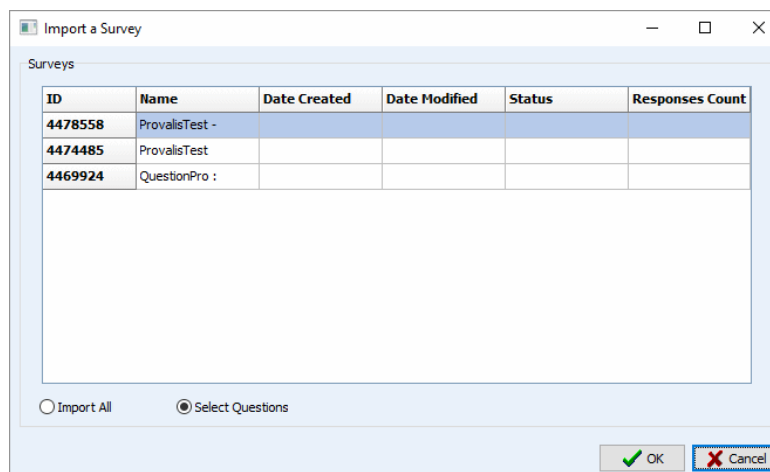 Import a Survey
Surveys
ID Name Date Created Date Modified Status Responses Count
4478558 ProvalisTest -
4474485 ProvalisTest
4469924 QuestionPro :
Import All Select Questions
OK Cancel